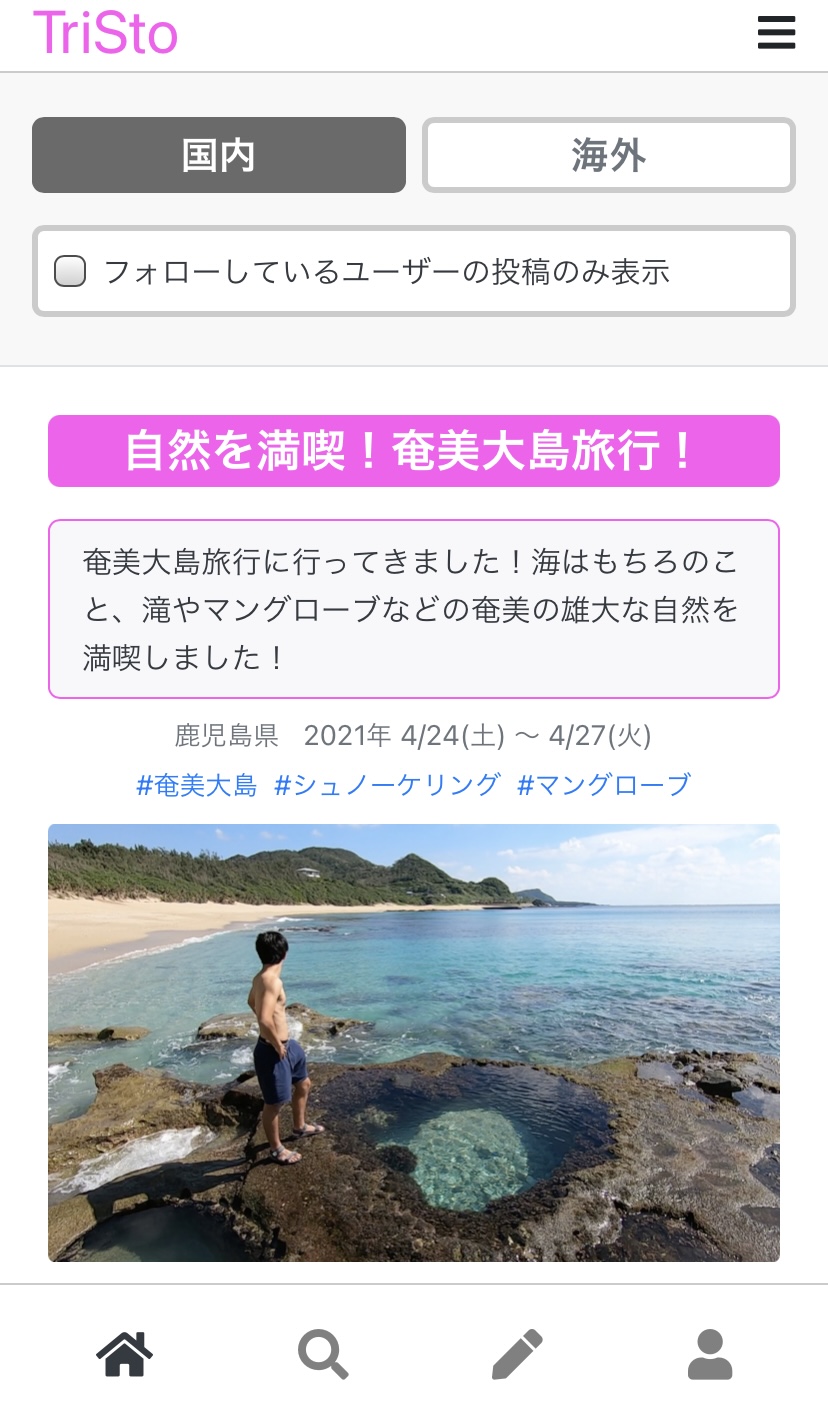 TriSto
国内 海外
フォローしているユーザーの投稿のみ表示
自然を満喫！奄美大島旅行！
奄美大島旅行に行ってきました！海はもちろのこ
と、滝やマングローブなどの奄美の雄大な自然を
満喫しました！
鹿児島県 2021年 4/24(土) 〜 4/27(火)
#奄美大島 #シュノーケリング #マングローブ